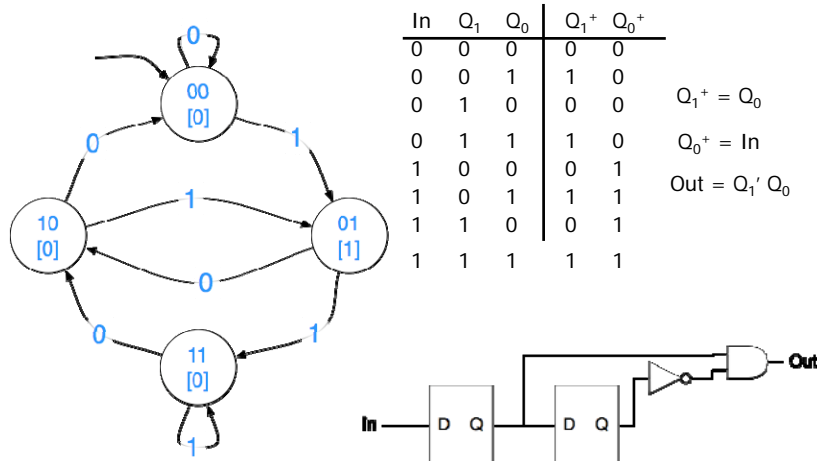 0
00
[0]
0
1
10
[0]
1
01
[1]
0
0
1
11
[0]
1
In Q₁ Q₀ Q₁⁺ Q₀⁺
0 0 0 0 0
0 0 1 1 0
0 1 0 0 0
0 1 1 1 0
1 0 0 0 1
1 0 1 1 1
1 1 0 0 1
1 1 1 1 1
Q₁⁺ = Q₀
Q₀⁺ = In
Out = Q₁' Q₀
In
D Q
D Q
Out